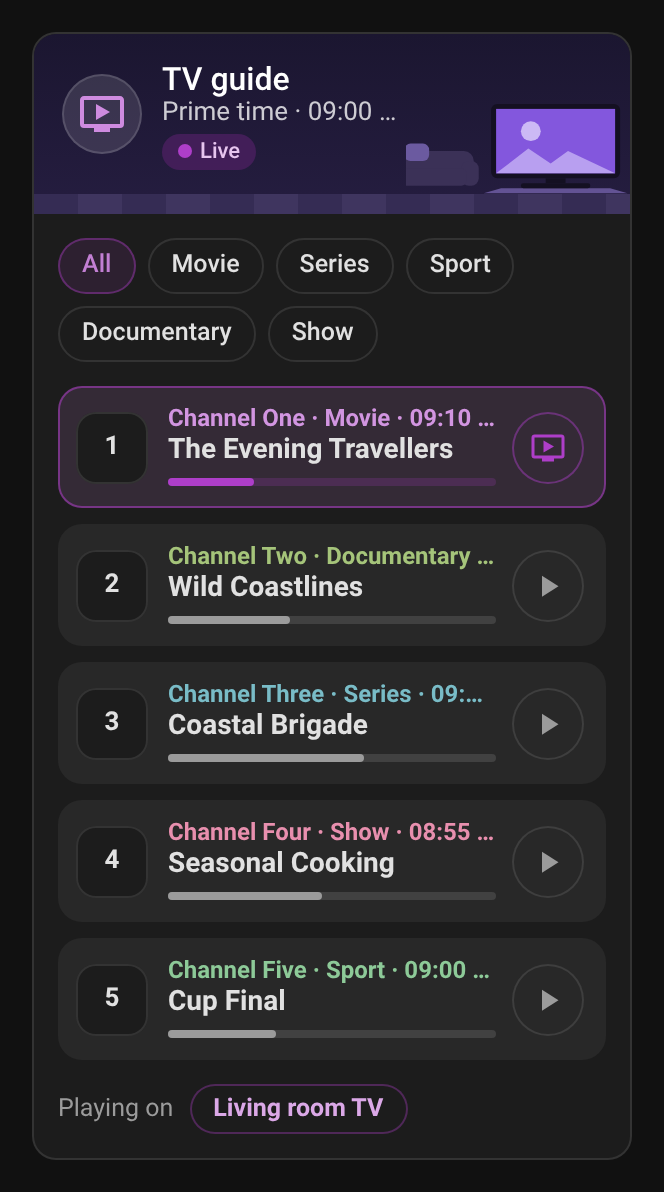 TV guide
Prime time · 09:00 ...
Live
All
Movie
Series
Sport
Documentary
Show
1
Channel One · Movie · 09:10 ...
The Evening Travellers
2
Channel Two · Documentary ...
Wild Coastlines
3
Channel Three · Series · 09:...
Coastal Brigade
4
Channel Four · Show · 08:55 ...
Seasonal Cooking
5
Channel Five · Sport · 09:00 ...
Cup Final
Playing on
Living room TV